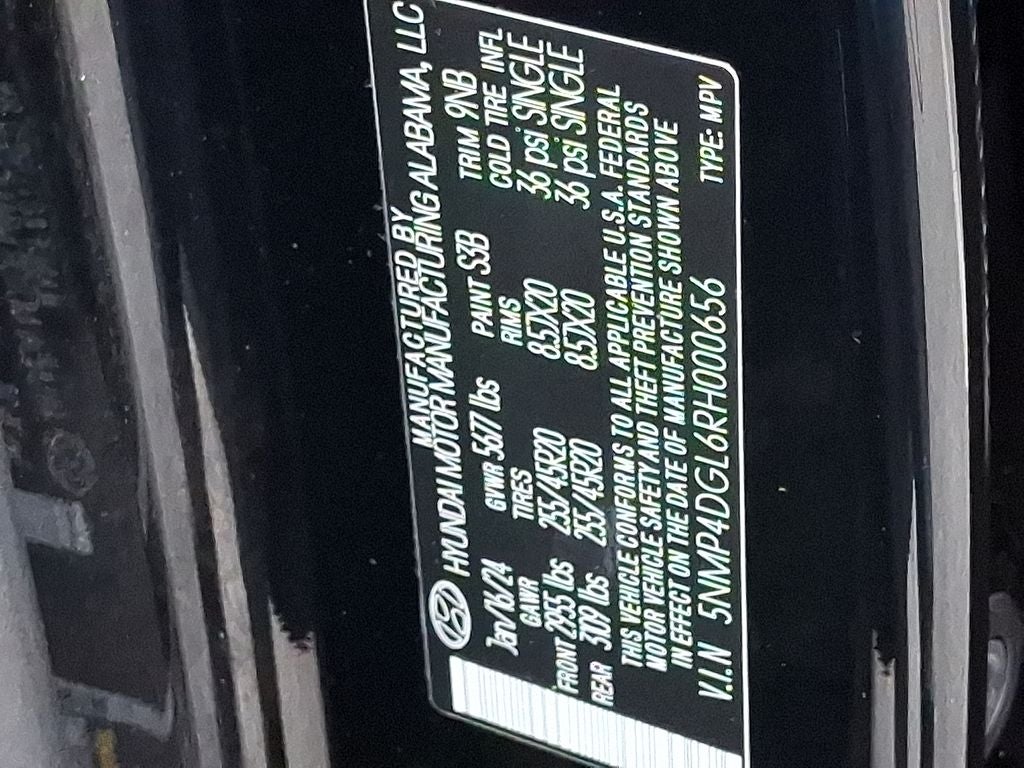 MANUFACTURED BY
HYUNDAI MOTOR MANUFACTURING ALABAMA, LLC
Jan/16/24 GVWR 5677 lbs PAINT S3B TRIM 9NB
GAWR TIRES RIMS COLD TIRE INFL
FRONT 2955 lbs 255/45R20 8.5JX20 36 psi SINGLE
REAR 3109 lbs 255/45R20 8.5JX20 36 psi SINGLE
THIS VEHICLE CONFORMS TO ALL APPLICABLE U.S.A. FEDERAL
MOTOR VEHICLE SAFETY AND THEFT PREVENTION STANDARDS
IN EFFECT ON THE DATE OF MANUFACTURE SHOWN ABOVE
V.I.N 5NMP4DGL6RH000656 TYPE: MPV